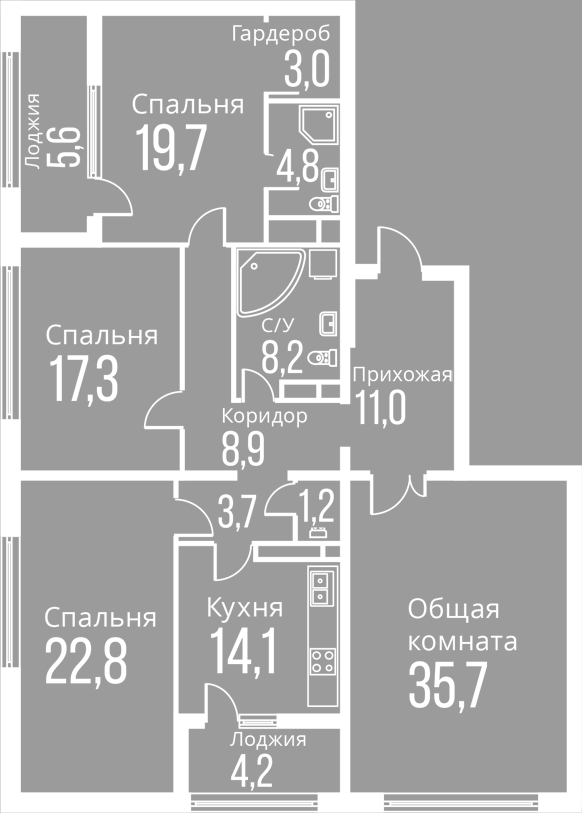 Гардероб
3,0
Лоджия
5,6
Спальня
19,7
4,8
Спальня
17,3
С/У
8,2
Прихожая
11,0
Коридор
8,9
3,7
1,2
Спальня
22,8
Кухня
14,1
Общая
комната
35,7
Лоджия
4,2